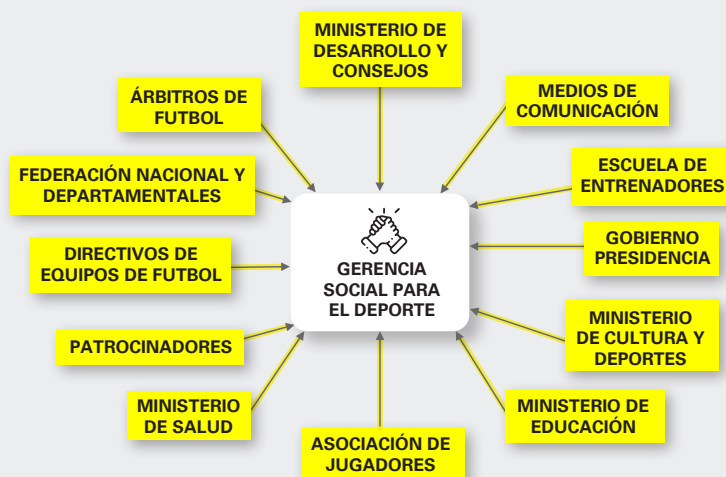 MINISTERIO DE
DESARROLLO Y
CONSEJOS
ÁRBITROS DE
FUTBOL
MEDIOS DE
COMUNICACIÓN
FEDERACIÓN NACIONAL Y
DEPARTAMENTALES
ESCUELA DE
ENTRENADORES
DIRECTIVOS DE
EQUIPOS DE FUTBOL
GERENCIA
SOCIAL PARA
EL DEPORTE
GOBIERNO
PRESIDENCIA
PATROCINADORES
MINISTERIO
DE CULTURA Y
DEPORTES
MINISTERIO
DE SALUD
ASOCIACIÓN DE
JUGADORES
MINISTERIO DE
EDUCACIÓN